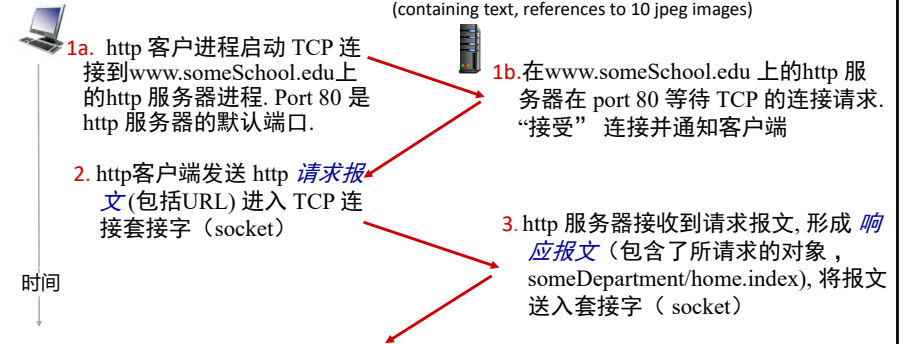 (containing text, references to 10 jpeg images)
1a. http 客户进程启动 TCP 连
接到www.someSchool.edu上
的http 服务器进程. Port 80 是
http 服务器的默认端口.
1b.在www.someSchool.edu 上的http 服
务器在 port 80 等待 TCP 的连接请求.
“接受” 连接并通知客户端
2. http客户端发送 http 请求报
文 (包括URL) 进入 TCP 连
接套接字（socket）
3. http 服务器接收到请求报文, 形成 响
应报文（包含了所请求的对象，
someDepartment/home.index), 将报文
送入套接字（ socket）
时间